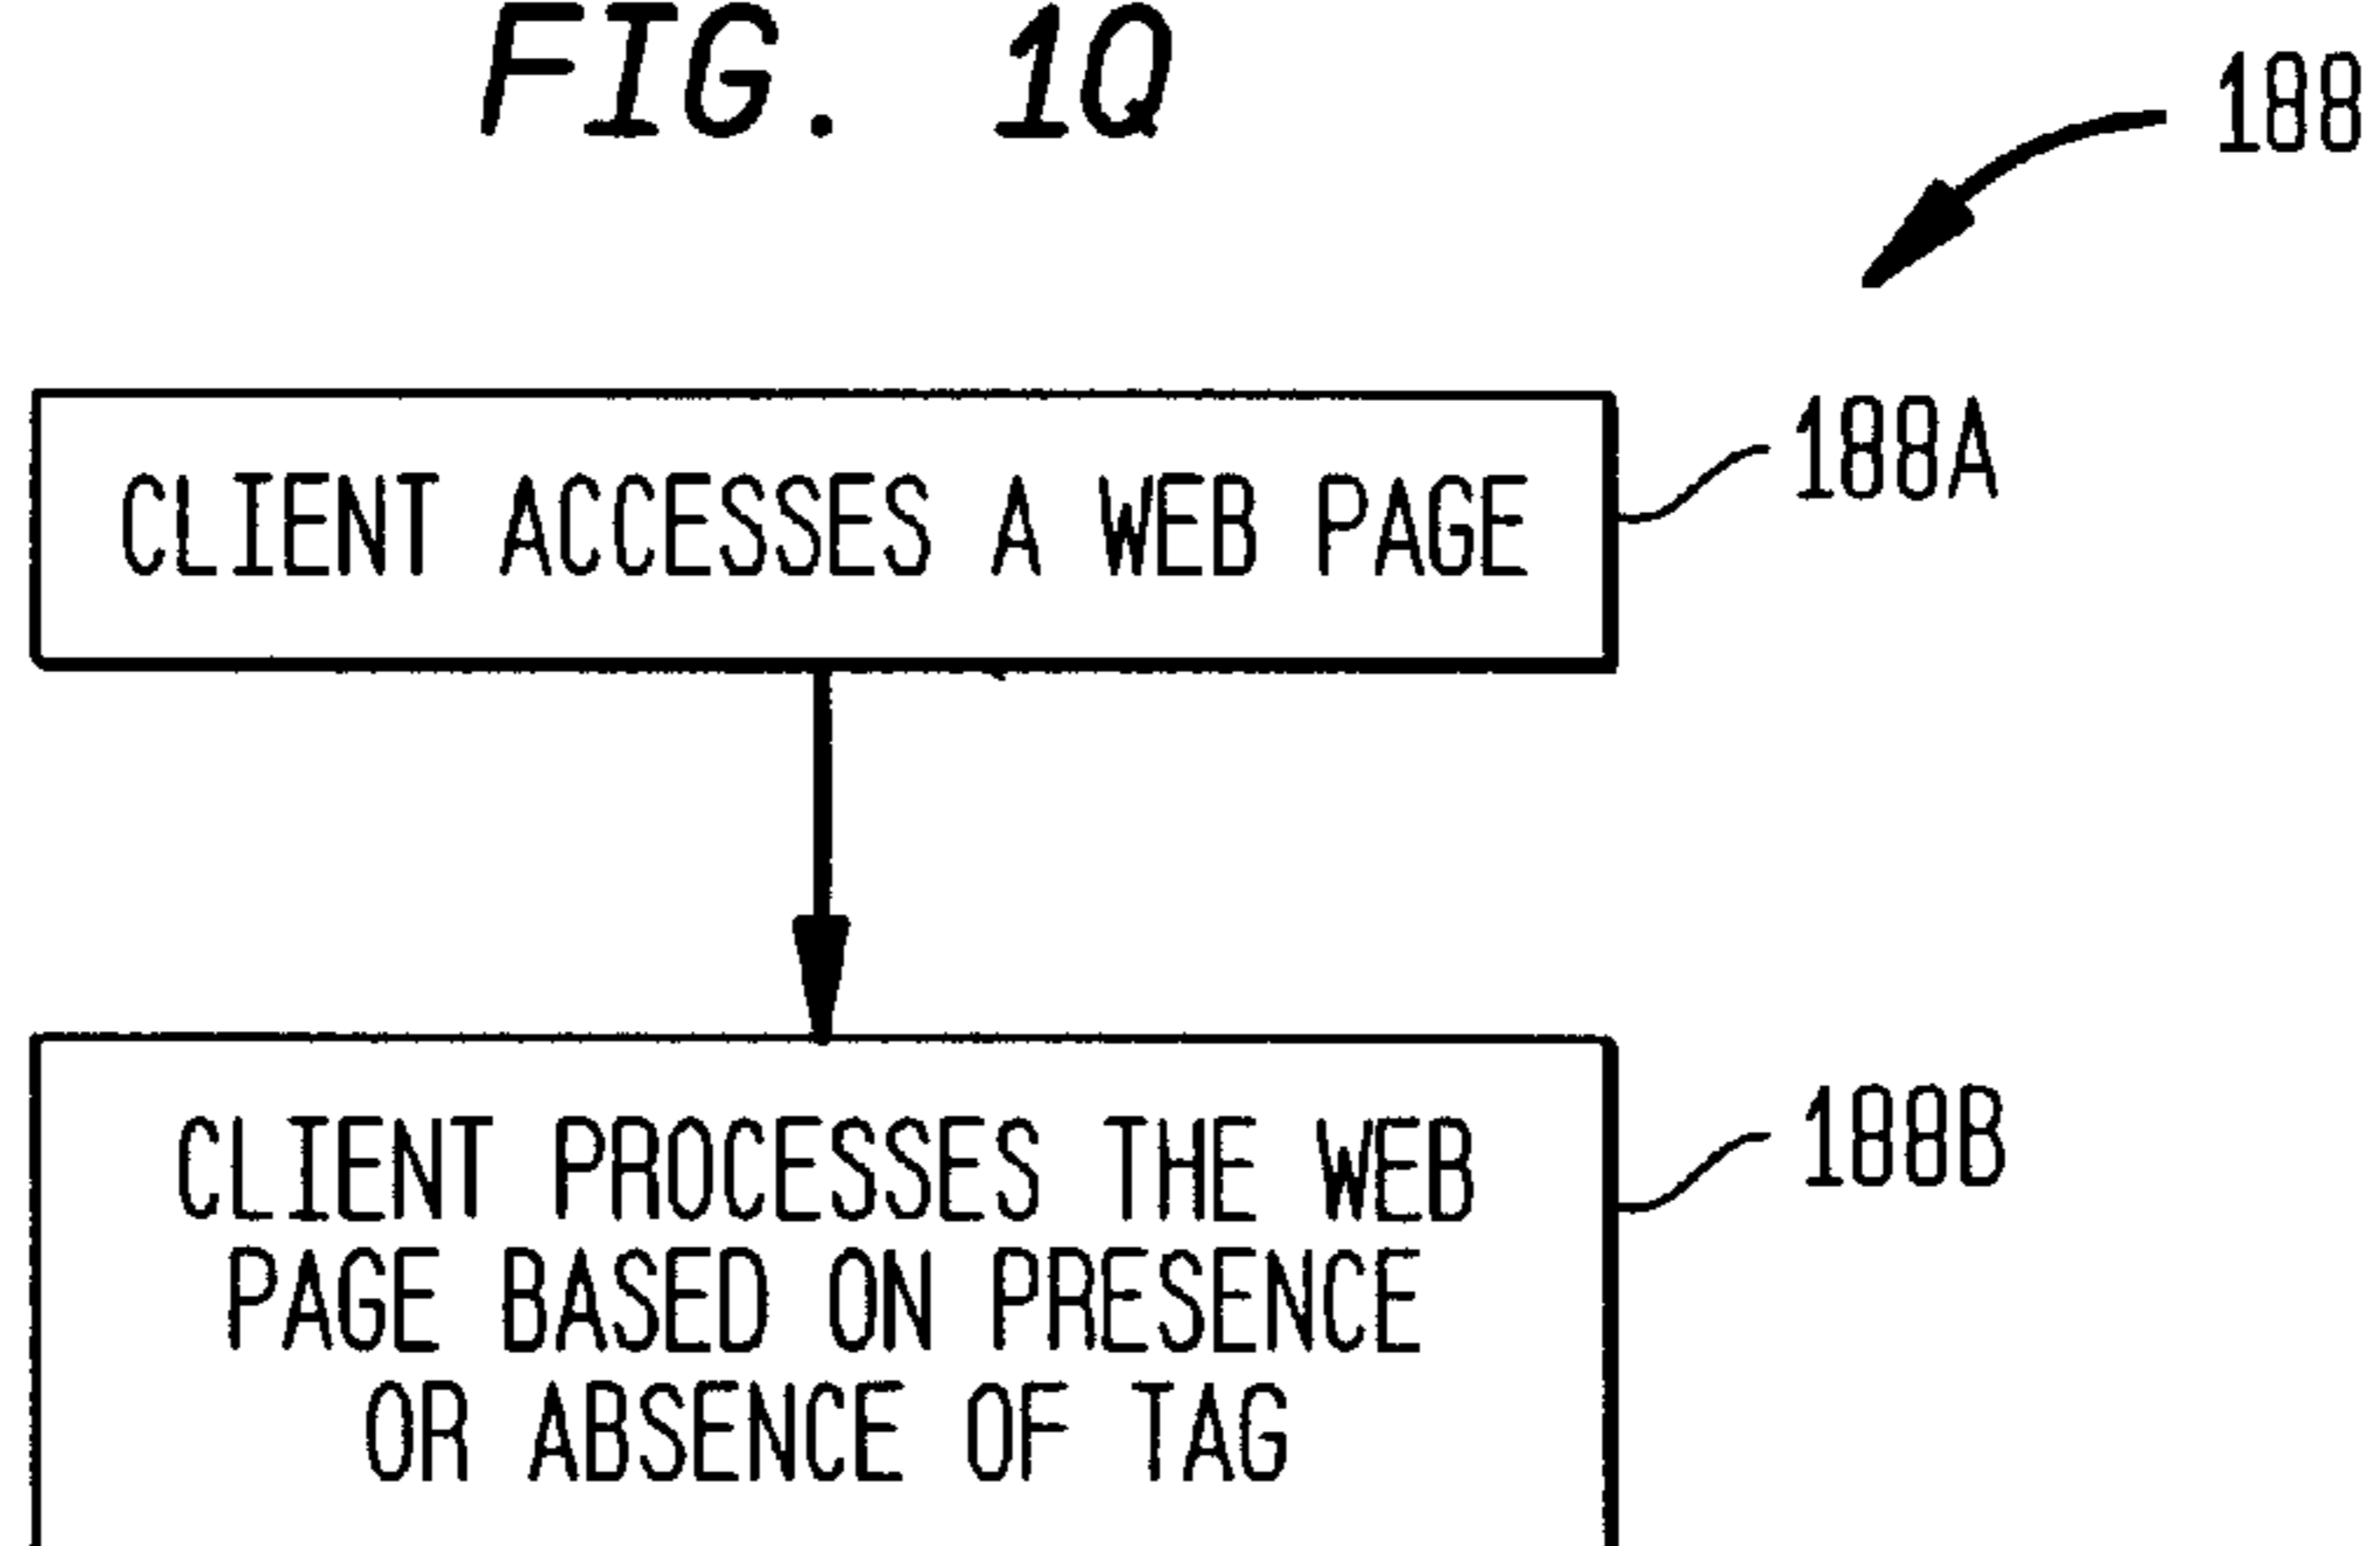 FIG. 1Q
188
CLIENT ACCESSES A WEB PAGE
188A
CLIENT PROCESSES THE WEB
PAGE BASED ON PRESENCE
OR ABSENCE OF TAG
188B